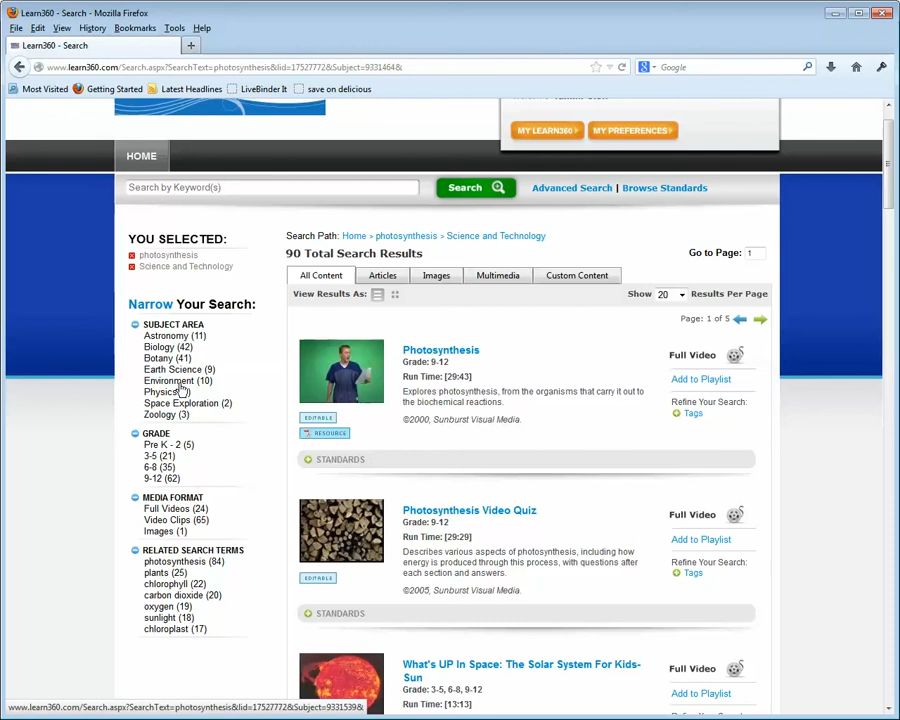 Learn360 - Search - Mozilla Firefox
File Edit View History Bookmarks Tools Help
Learn360 - Search
www.learn360.com/Search.aspx?SearchText=photosynthesis&lid=17527772&Subject=9331464&
Google
Most Visited Getting Started Latest Headlines LiveBinder It save on delicious
MY LEARN360 MY PREFERENCES
HOME
Search by Keyword(s)
Search
Advanced Search | Browse Standards
YOU SELECTED:
photosynthesis
Science and Technology
Narrow Your Search:
SUBJECT AREA
Astronomy (11)
Biology (42)
Botany (41)
Earth Science (9)
Environment (10)
Physics
Space Exploration (2)
Zoology (3)
GRADE
Pre K - 2 (5)
3-5 (21)
6-8 (35)
9-12 (62)
MEDIA FORMAT
Full Videos (24)
Video Clips (65)
Images (1)
RELATED SEARCH TERMS
photosynthesis (84)
plants (25)
chlorophyll (22)
carbon dioxide (20)
oxygen (19)
sunlight (18)
chloroplast (17)
Search Path: Home > photosynthesis > Science and Technology
90 Total Search Results
Go to Page: 1
All Content Articles Images Multimedia Custom Content
View Results As:
Show 20 Results Per Page
Page: 1 of 5
Photosynthesis
Grade: 9-12
Run Time: [29:43]
Explores photosynthesis, from the organisms that carry it out to
the biochemical reactions.
©2000, Sunburst Visual Media.
EDITABLE
RESOURCE
Full Video
Add to Playlist
Refine Your Search:
Tags
STANDARDS
Photosynthesis Video Quiz
Grade: 9-12
Run Time: [29:29]
Describes various aspects of photosynthesis, including how
energy is produced through this process, with questions after
each section and answers.
©2005, Sunburst Visual Media.
EDITABLE
Full Video
Add to Playlist
Refine Your Search:
Tags
STANDARDS
What's UP In Space: The Solar System For Kids-
Sun
Grade: 3-5, 6-8, 9-12
Run Time: [13:13]
Full Video
Add to Playlist
www.learn360.com/Search.aspx?SearchText=photosynthesis&lid=17527772&Subject=9331539&